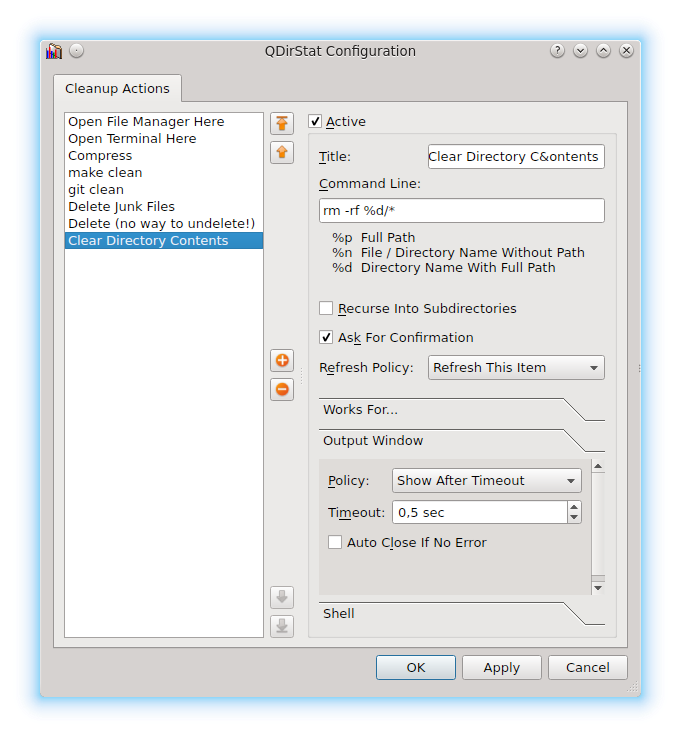 QDirStat Configuration
Cleanup Actions
Open File Manager Here
Open Terminal Here
Compress
make clean
git clean
Delete Junk Files
Delete (no way to undelete!)
Clear Directory Contents
Active
Title: Clear Directory C&ontents
Command Line:
rm -rf %d/*
%p Full Path
%n File / Directory Name Without Path
%d Directory Name With Full Path
Recurse Into Subdirectories
Ask For Confirmation
Refresh Policy: Refresh This Item
Works For...
Output Window
Policy: Show After Timeout
Timeout: 0,5 sec
Auto Close If No Error
Shell
OK Apply Cancel